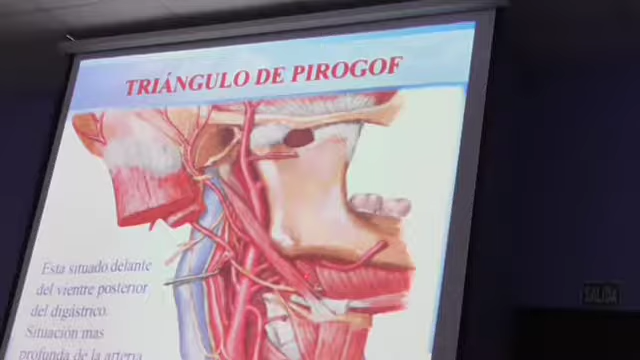 TRIÁNGULO DE PIROGOF
Esta situado delante
del vientre posterior
del digástrico.
Situación mas
profunda de la arteria
SALIDA